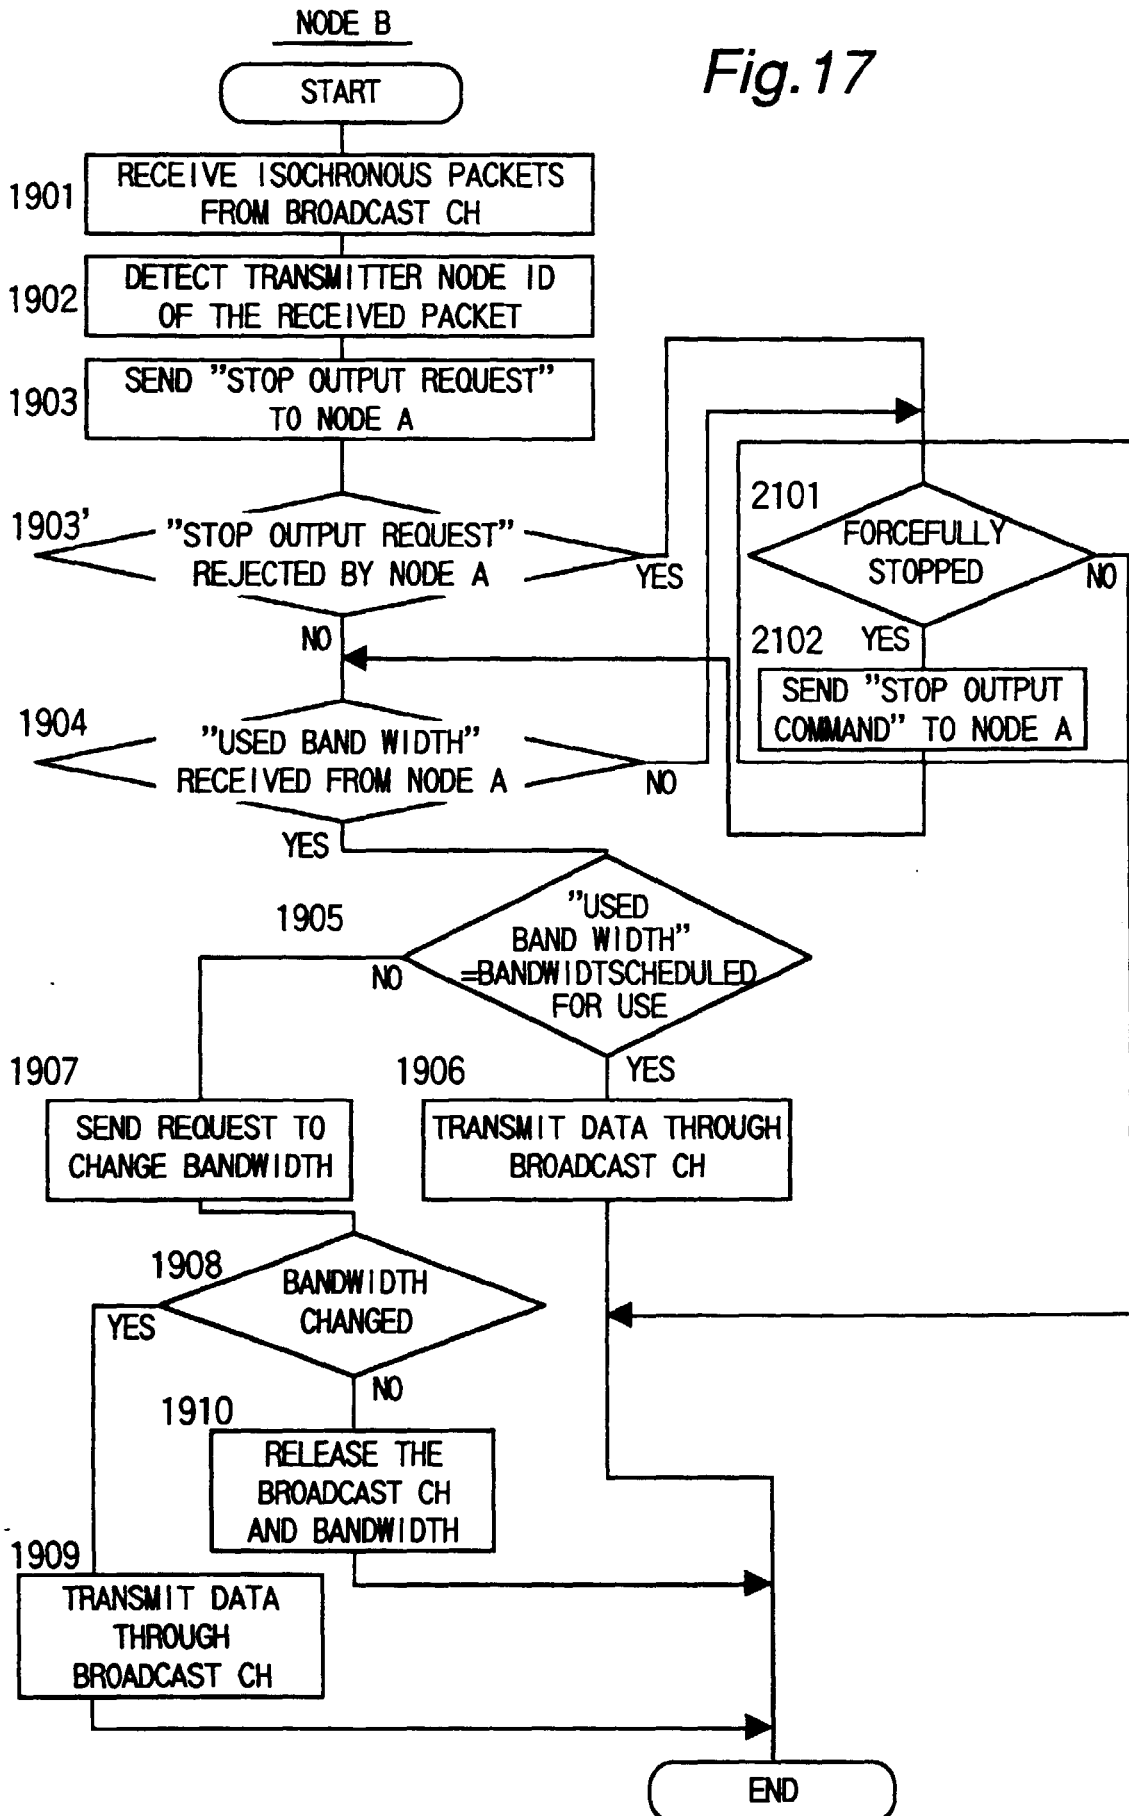 NODE B
Fig.17
START
1901
RECEIVE ISOCHRONOUS PACKETS
FROM BROADCAST CH
1902
DETECT TRANSMITTER NODE ID
OF THE RECEIVED PACKET
1903
SEND "STOP OUTPUT REQUEST"
TO NODE A
1903'
"STOP OUTPUT REQUEST"
REJECTED BY NODE A
YES
NO
2101
FORCEFULLY
STOPPED
NO
2102
YES
SEND "STOP OUTPUT
COMMAND" TO NODE A
1904
"USED BAND WIDTH"
RECEIVED FROM NODE A
NO
YES
1905
"USED
BAND WIDTH"
=BANDWIDTSCHEDULED
FOR USE
NO
YES
1907
SEND REQUEST TO
CHANGE BANDWIDTH
1906
TRANSMIT DATA THROUGH
BROADCAST CH
1908
BANDWIDTH
CHANGED
YES
NO
1910
RELEASE THE
BROADCAST CH
AND BANDWIDTH
1909
TRANSMIT DATA
THROUGH
BROADCAST CH
END